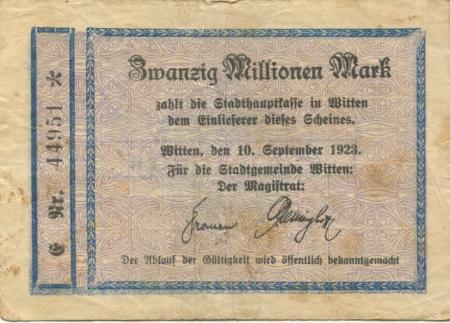 Zwanzig Millionen Mark
zahlt die Stadthauptkasse in Witten
dem Einlieferer dieses Scheines.
Witten, den 10. September 1923.
Für die Stadtgemeinde Witten:
Der Magistrat:
Der Ablauf der Gültigkeit wird öffentlich bekanntgemacht
E Nr. 44951 *